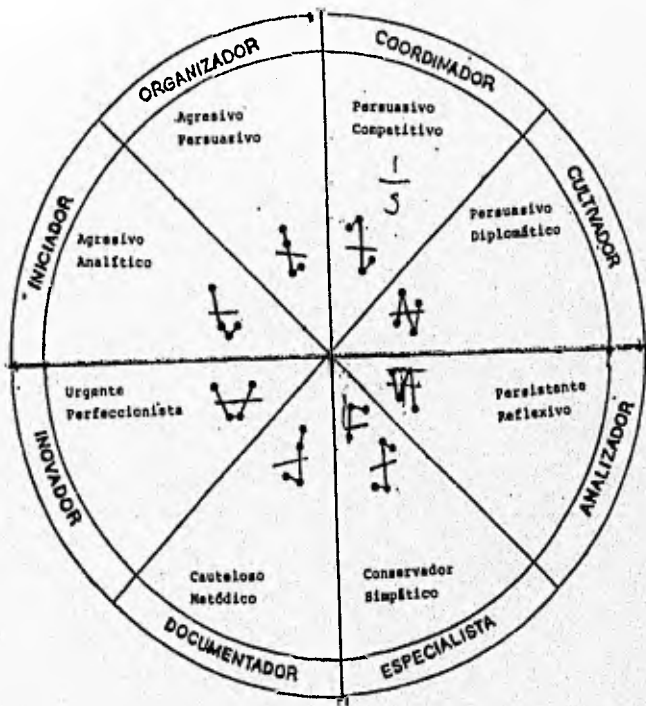 ORGANIZADOR
Agresivo
Persuasivo
COORDINADOR
Persuasivo
Competitivo
1
5
CULTIVADOR
Persuasivo
Diplomático
INICIADOR
Agresivo
Analítico
INOVADOR
Urgente
Perfeccionista
ANALIZADOR
Persistente
Reflexivo
DOCUMENTADOR
Cauteloso
Metódico
ESPECIALISTA
Conservador
Simpático